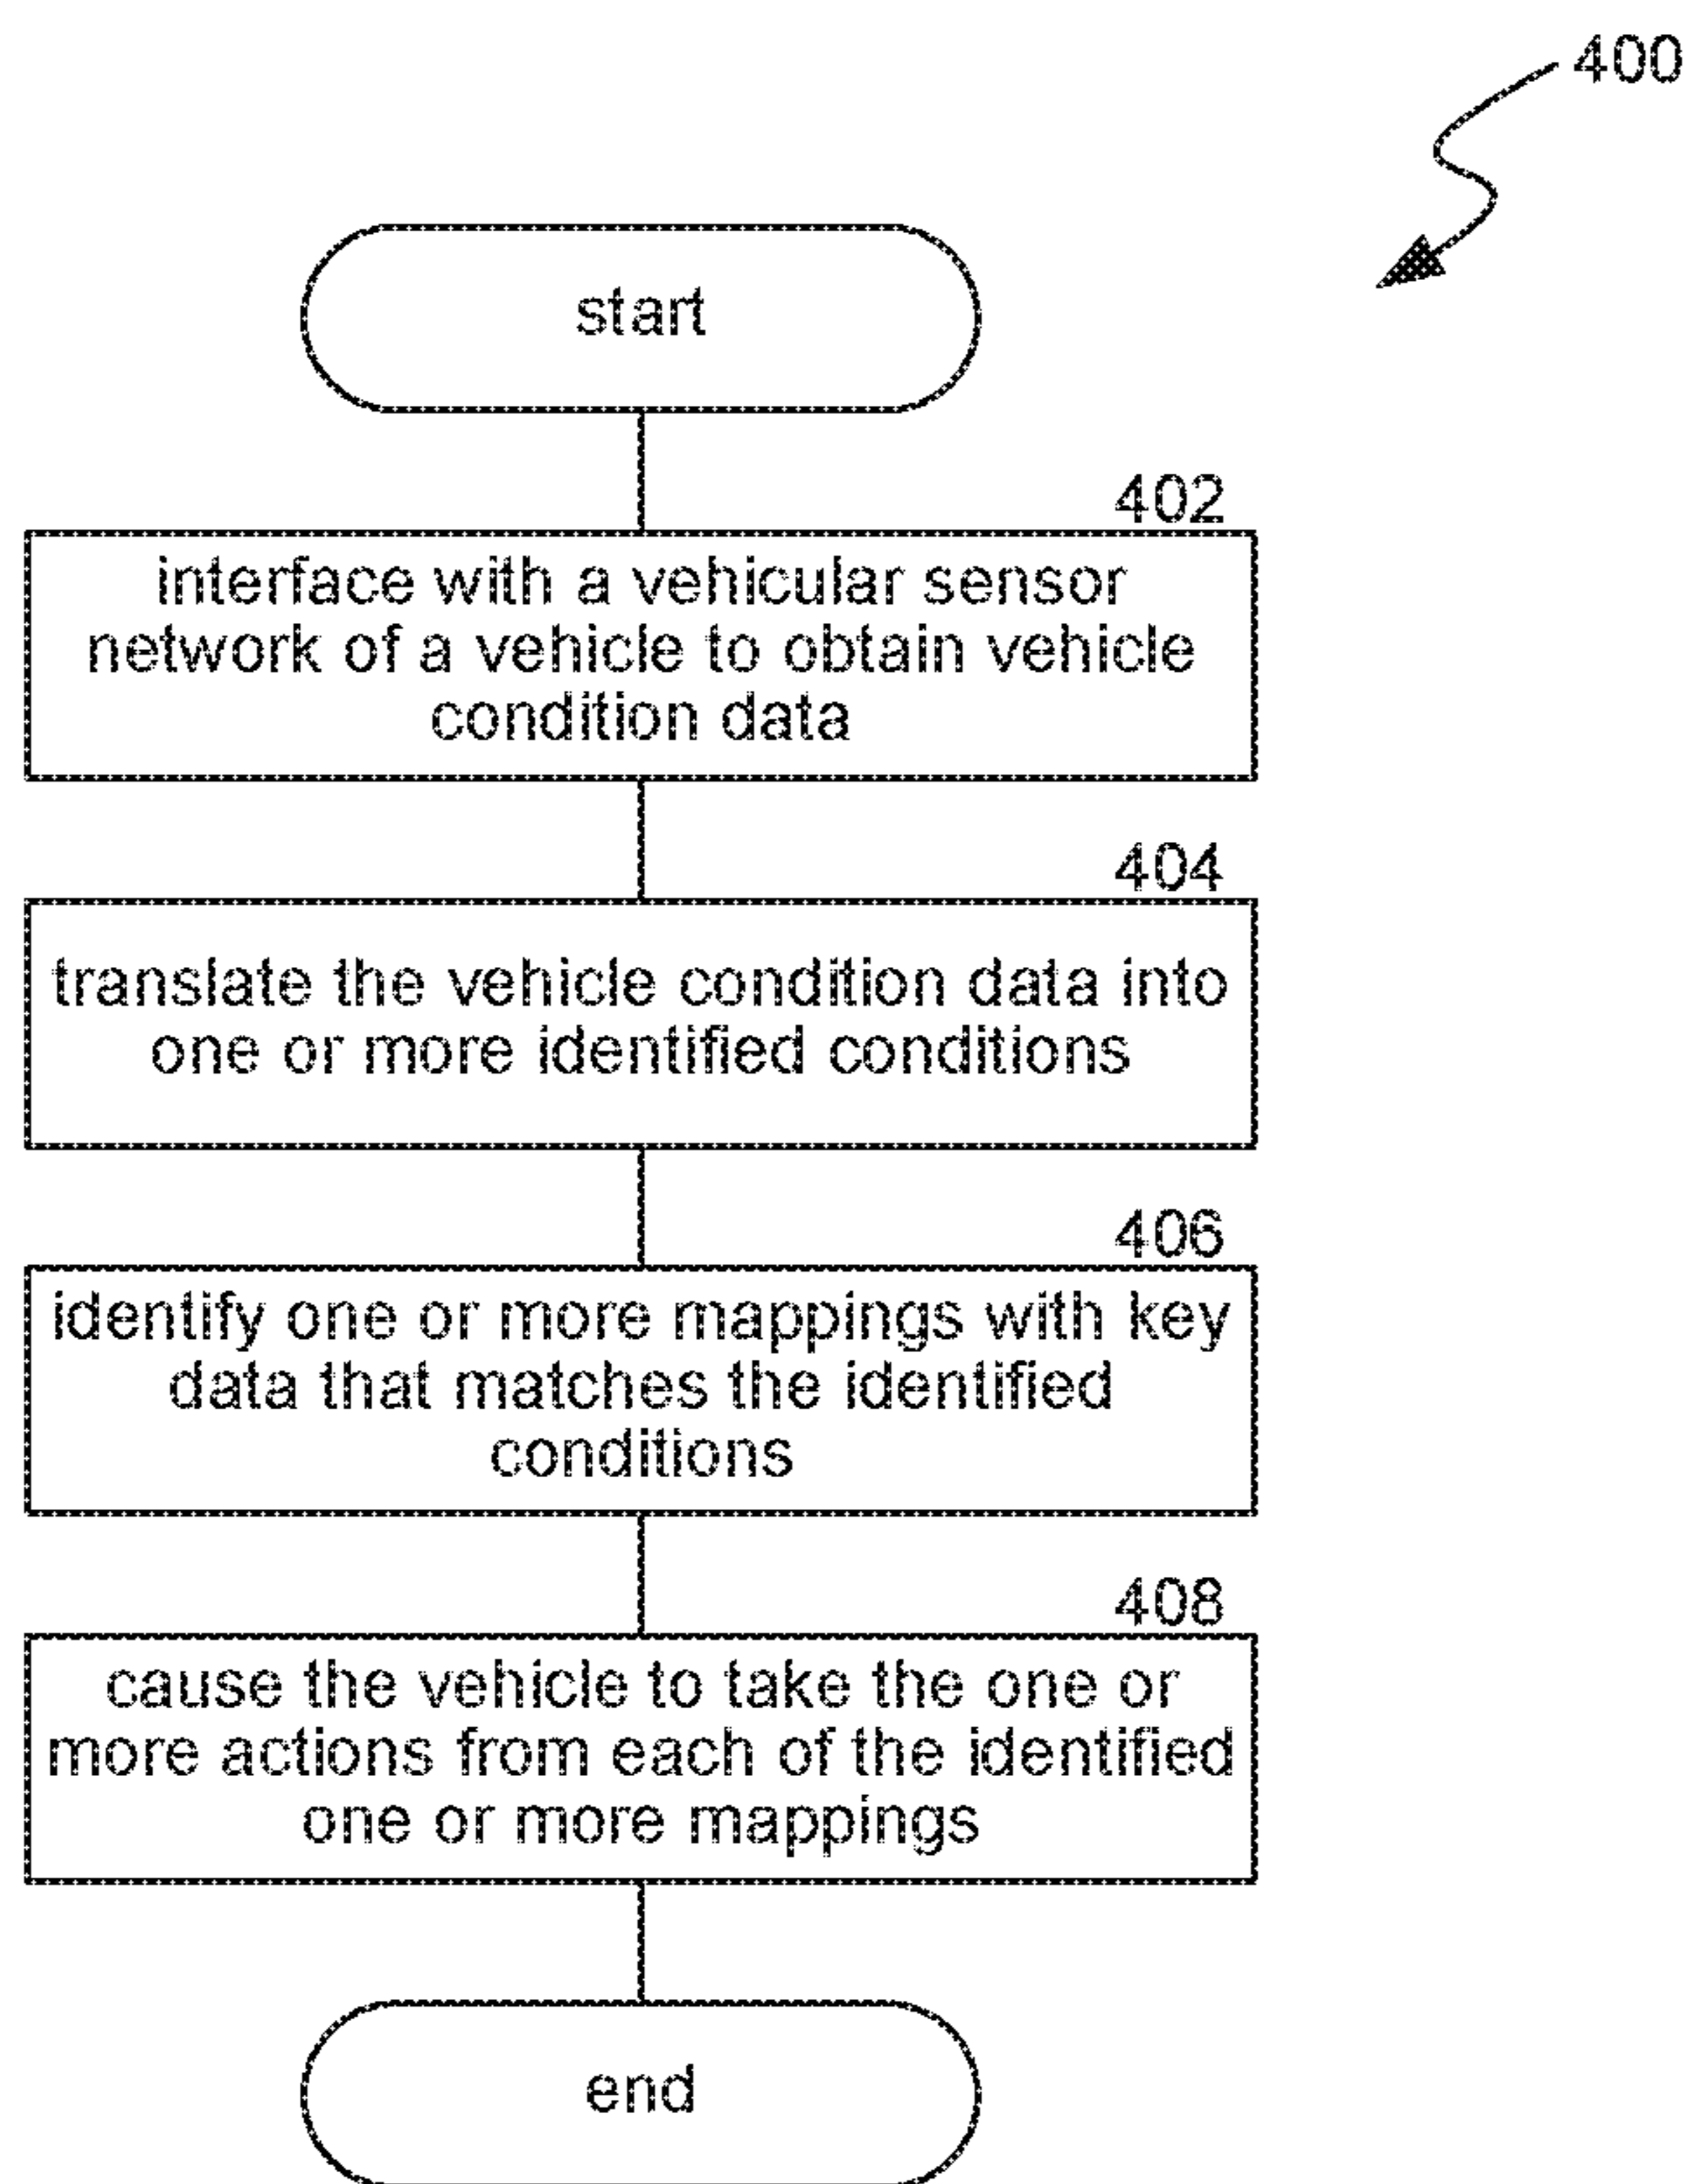 400
start
402
interface with a vehicular sensor
network of a vehicle to obtain vehicle
condition data
404
translate the vehicle condition data into
one or more identified conditions
406
identify one or more mappings with key
data that matches the identified
conditions
408
cause the vehicle to take the one or
more actions from each of the identified
one or more mappings
end